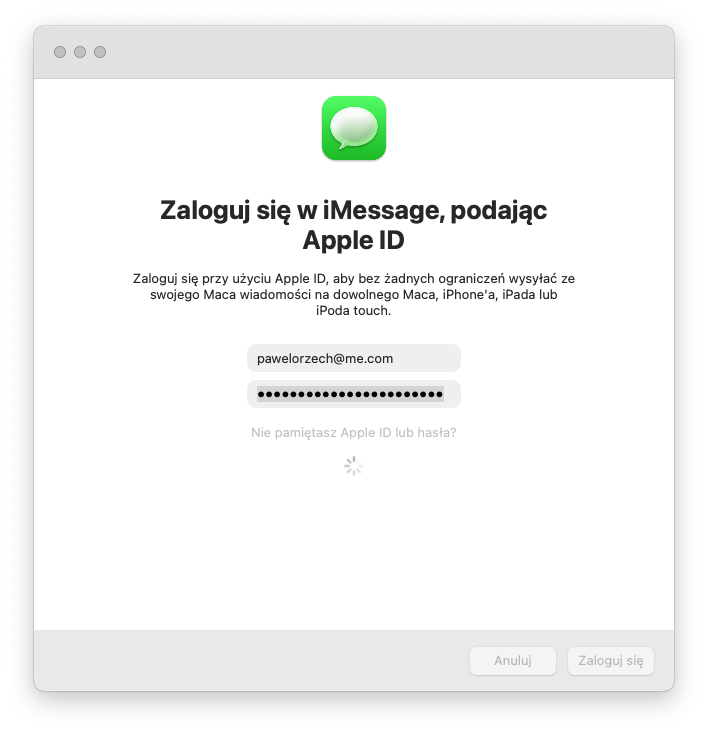 Zaloguj się w iMessage, podając
Apple ID
Zaloguj się przy użyciu Apple ID, aby bez żadnych ograniczeń wysyłać ze
swojego Maca wiadomości na dowolnego Maca, iPhone'a, iPada lub
iPoda touch.
pawelorzech@me.com
Nie pamiętasz Apple ID lub hasła?
Anuluj
Zaloguj się